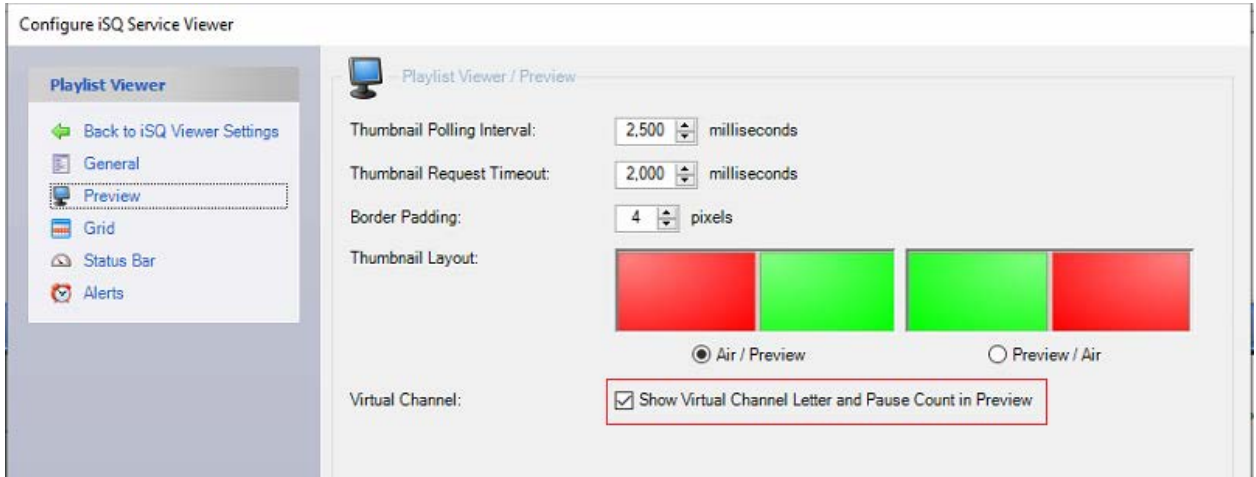 Configure iSQ Service Viewer
Playlist Viewer
Back to iSQ Viewer Settings
General
Preview
Grid
Status Bar
Alerts
Playlist Viewer / Preview
Thumbnail Polling Interval: 2,500 milliseconds
Thumbnail Request Timeout: 2,000 milliseconds
Border Padding: 4 pixels
Thumbnail Layout:
Air / Preview Preview / Air
Virtual Channel: Show Virtual Channel Letter and Pause Count in Preview